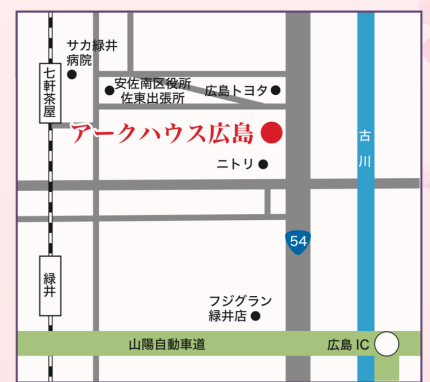 サカ緑井
病院
七軒茶屋
安佐南区役所
佐東出張所
広島トヨタ
アークハウス広島
古川
ニトリ
54
緑井
フジグラン
緑井店
山陽自動車道
広島IC